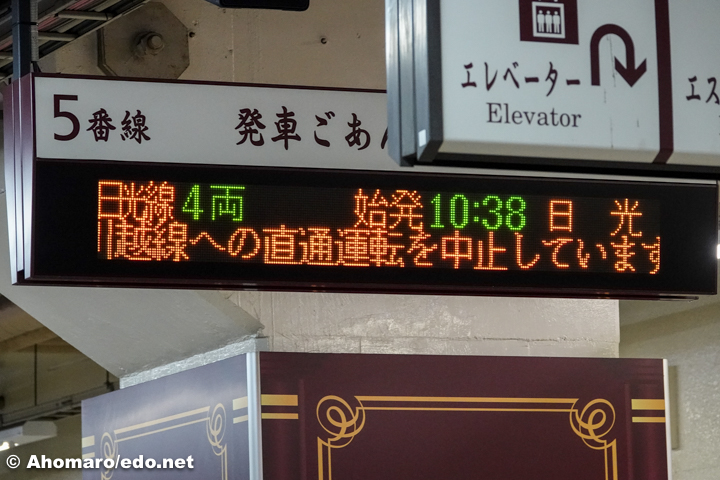 5番線 発車ごあん
エレベーター
Elevator
エス
日光線 4両 始発 10:38 日光
川越線への直通運転を中止しています
© Ahomaro/edo.net